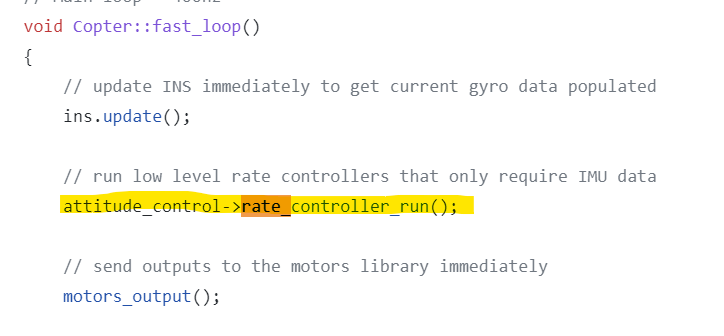 void Copter::fast_loop()
{
// update INS immediately to get current gyro data populated
ins.update();
// run low level rate controllers that only require IMU data
attitude_control->rate_controller_run();
// send outputs to the motors library immediately
motors_output();